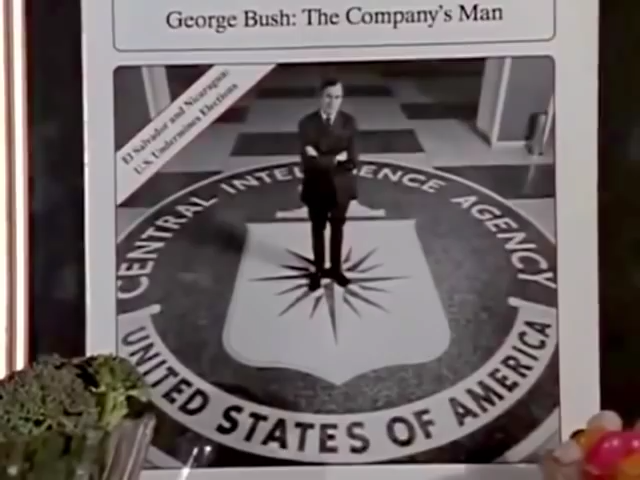 George Bush: The Company's Man
El Salvador and Nicaragua:
U.S. Undermines Elections
CENTRAL INTELLIGENCE AGENCY
UNITED STATES OF AMERICA